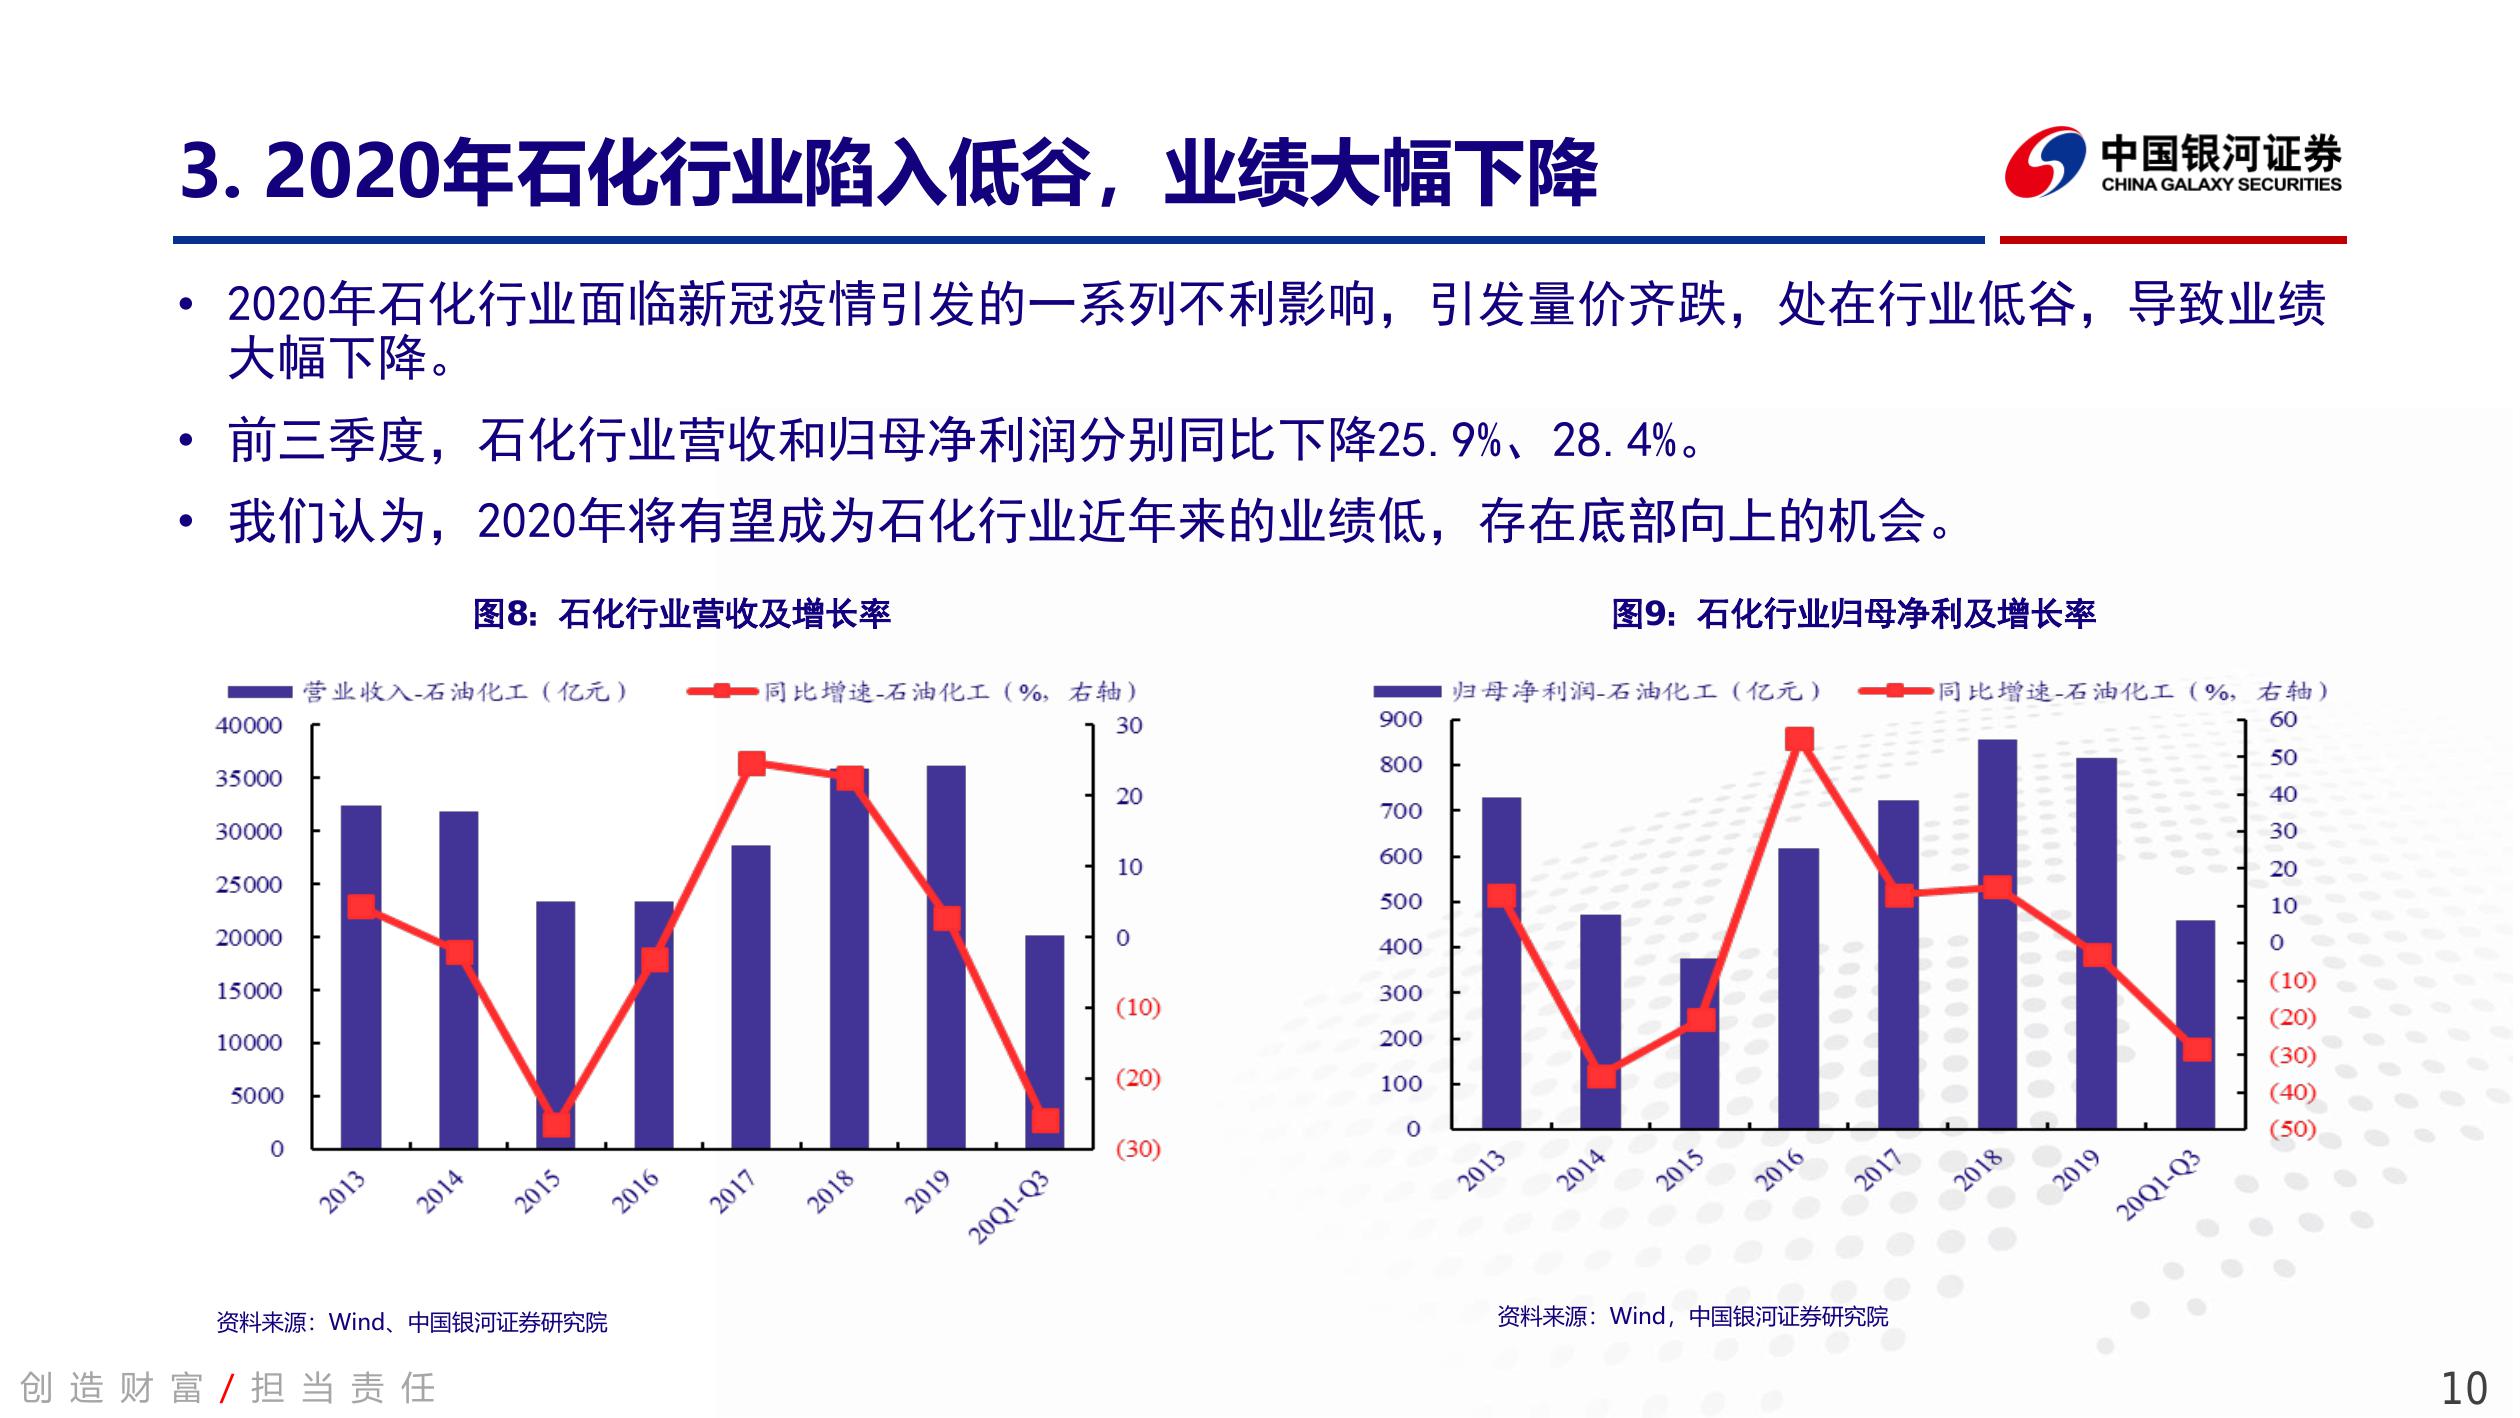 3. 2020年石化行业陷入低谷，业绩大幅下降
中国银河证券
CHINA GALAXY SECURITIES
• 2020年石化行业面临新冠疫情引发的一系列不利影响，引发量价齐跌，处在行业低谷，导致业绩
大幅下降。
• 前三季度，石化行业营收和归母净利润分别同比下降25.9%、28.4%。
• 我们认为，2020年将有望成为石化行业近年来的业绩低，存在底部向上的机会。
图8：石化行业营收及增长率
营业收入-石油化工（亿元） 同比增速-石油化工（%，右轴）
40000
35000
30000
25000
20000
15000
10000
5000
0
30
20
10
0
(10)
(20)
(30)
2013 2014 2015 2016 2017 2018 2019 20Q1-Q3
资料来源：Wind、中国银河证券研究院
图9：石化行业归母净利及增长率
归母净利润-石油化工（亿元） 同比增速-石油化工（%，右轴）
900
800
700
600
500
400
300
200
100
0
60
50
40
30
20
10
0
(10)
(20)
(30)
(40)
(50)
2013 2014 2015 2016 2017 2018 2019 20Q1-Q3
资料来源：Wind，中国银河证券研究院
创造财富/担当责任
10